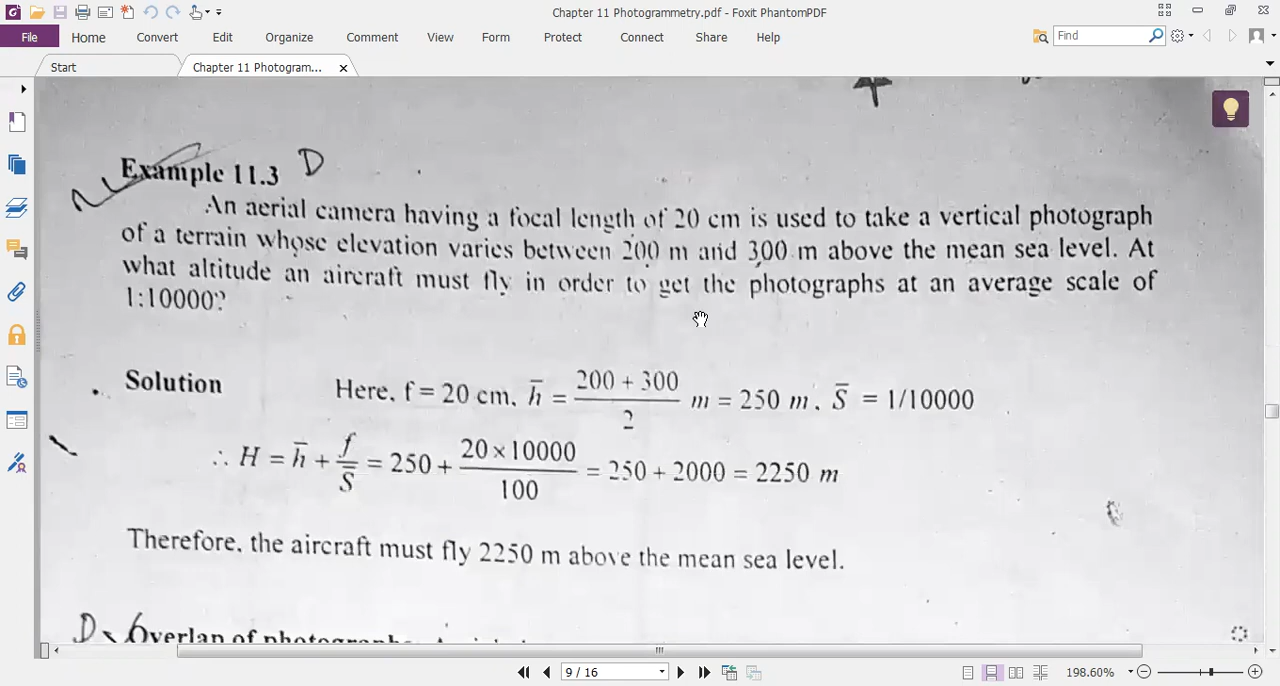 Chapter 11 Photogrammetry.pdf - Foxit PhantomPDF
File Home Convert Edit Organize Comment View Form Protect Connect Share Help Find
Start Chapter 11 Photogram...
Example 11.3 D
An aerial camera having a focal length of 20 cm is used to take a vertical photograph
of a terrain whose elevation varies between 200 m and 300 m above the mean sea level. At
what altitude an aircraft must fly in order to get the photographs at an average scale of
1:10000?
Solution Here, f = 20 cm, h̄ = (200 + 300)/2 m = 250 m. S̄ = 1/10000
∴ H = h̄ + f/S̄ = 250 + (20×10000)/100 = 250 + 2000 = 2250 m
Therefore, the aircraft must fly 2250 m above the mean sea level.
9 / 16 198.60%